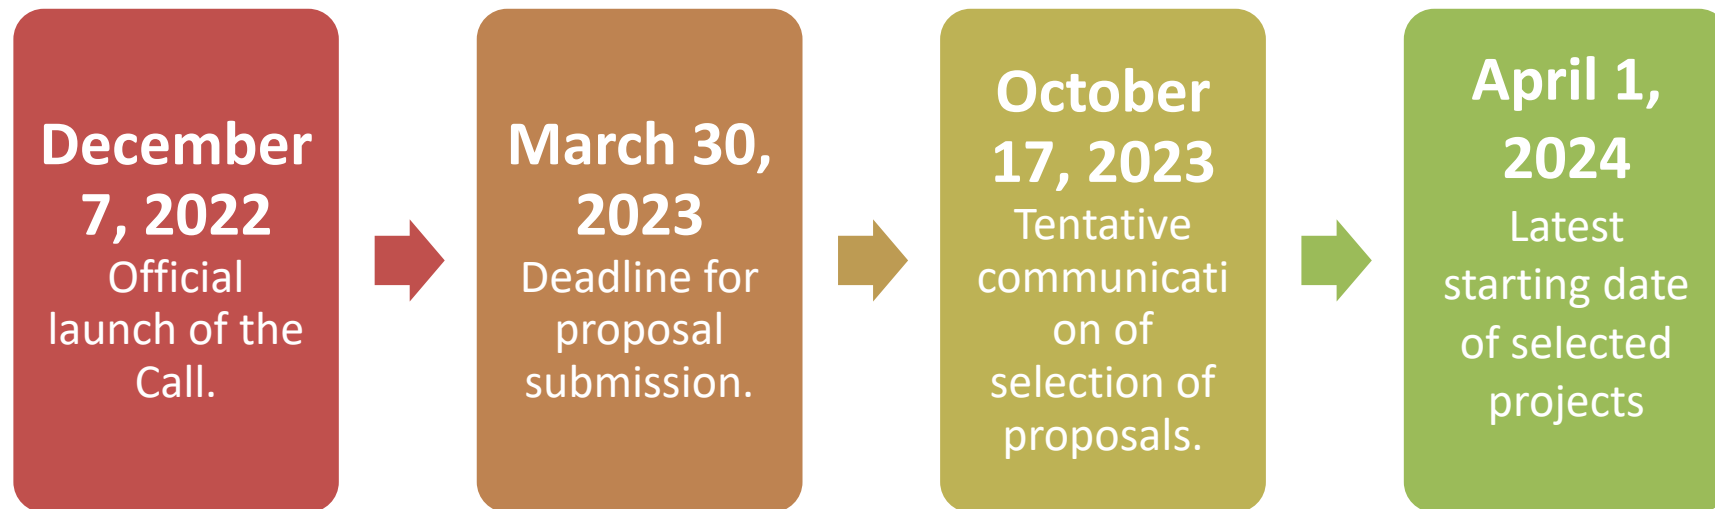 December
7, 2022
Official
launch of the
Call.
March 30,
2023
Deadline for
proposal
submission.
October
17, 2023
Tentative
communicati
on of
selection of
proposals.
April 1,
2024
Latest
starting date
of selected
projects